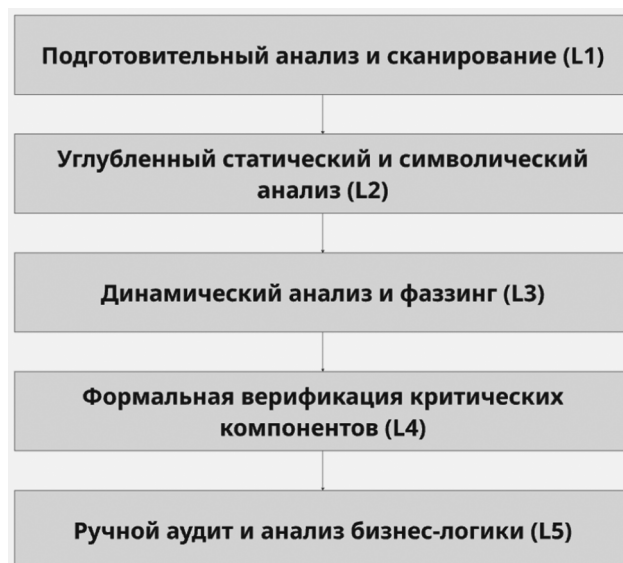 Подготовительный анализ и сканирование (L1)
Углубленный статический и символический
анализ (L2)
Динамический анализ и фаззинг (L3)
Формальная верификация критических
компонентов (L4)
Ручной аудит и анализ бизнес-логики (L5)